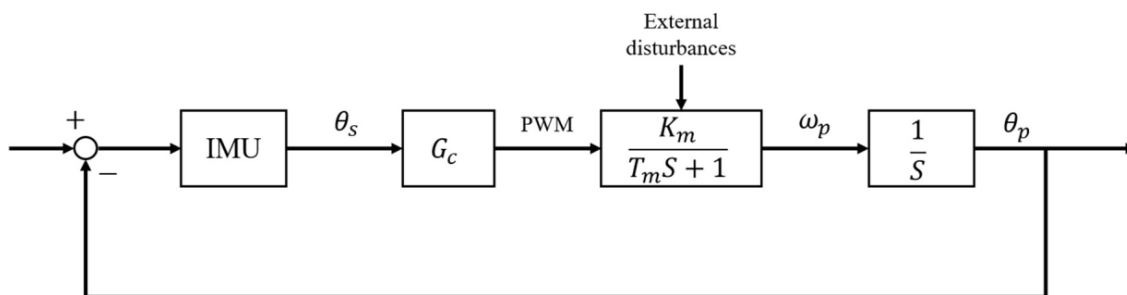 External
disturbances
+
−
IMU
θ_s
G_c
PWM
K_m
T_mS + 1
ω_p
1
S
θ_p